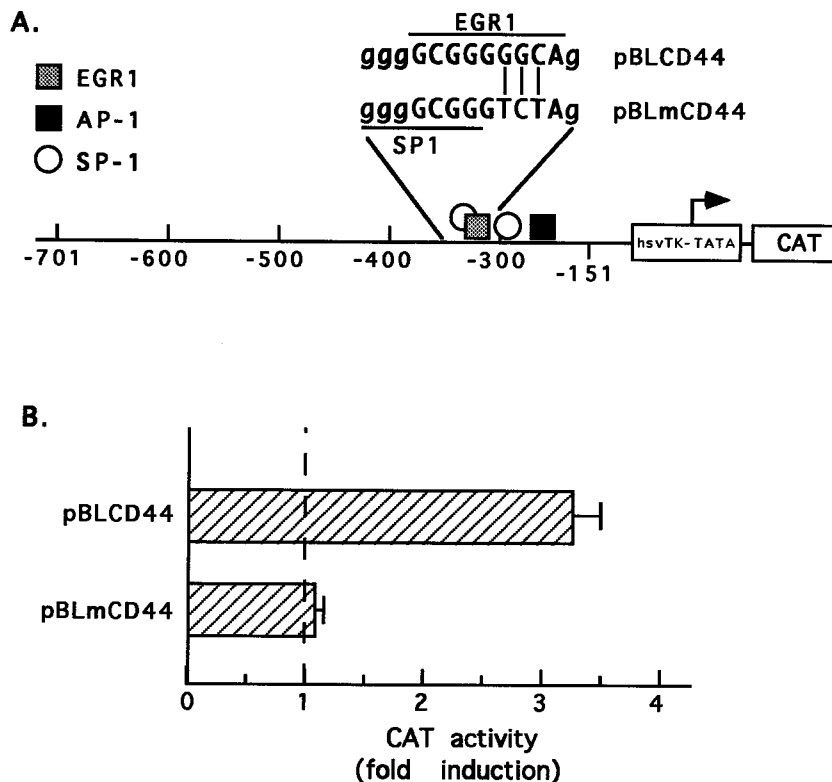 A.
EGR1
gggGCGGGGGCAg pBLCD44
gggGCGGGTCTAg pBLmCD44
SP1
EGR1
AP-1
SP-1
-701 -600 -500 -400 -300 -151
hsvTK-TATA CAT
B.
pBLCD44
pBLmCD44
0 1 2 3 4
CAT activity
(fold induction)